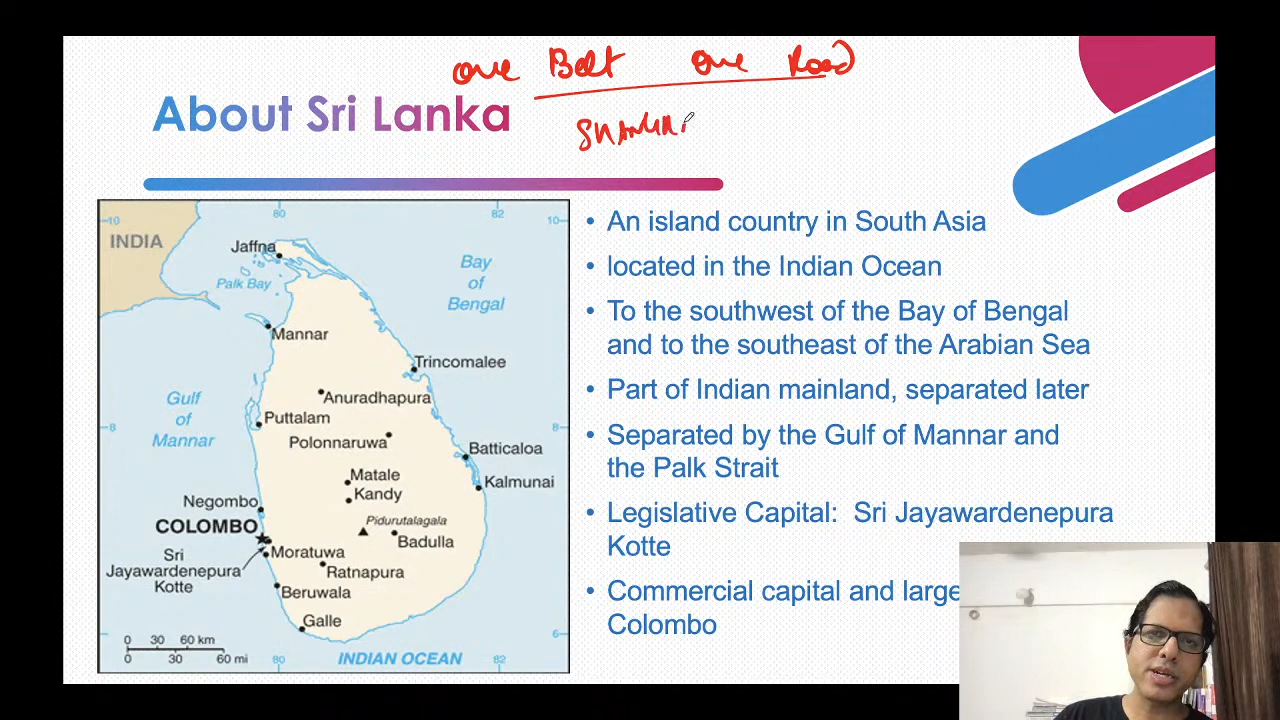 one Belt one Road
About Sri Lanka
10
80
82
10
INDIA
Jaffna
Palk Bay
Bay
of
Bengal
Mannar
Trincomalee
Anuradhapura
Gulf
of
Mannar
8
Puttalam
8
Polonnaruwa
Batticaloa
Matale
Kalmunai
Kandy
Negombo
Pidurutalagala
COLOMBO
Badulla
Moratuwa
Sri
Jayawardenepura
Kotte
Ratnapura
Beruwala
Galle
0 30 60 km
0 30 60 mi
6
80
INDIAN OCEAN
82
• An island country in South Asia
• located in the Indian Ocean
• To the southwest of the Bay of Bengal
and to the southeast of the Arabian Sea
• Part of Indian mainland, separated later
• Separated by the Gulf of Mannar and
the Palk Strait
• Legislative Capital: Sri Jayawardenepura
Kotte
• Commercial capital and large
Colombo